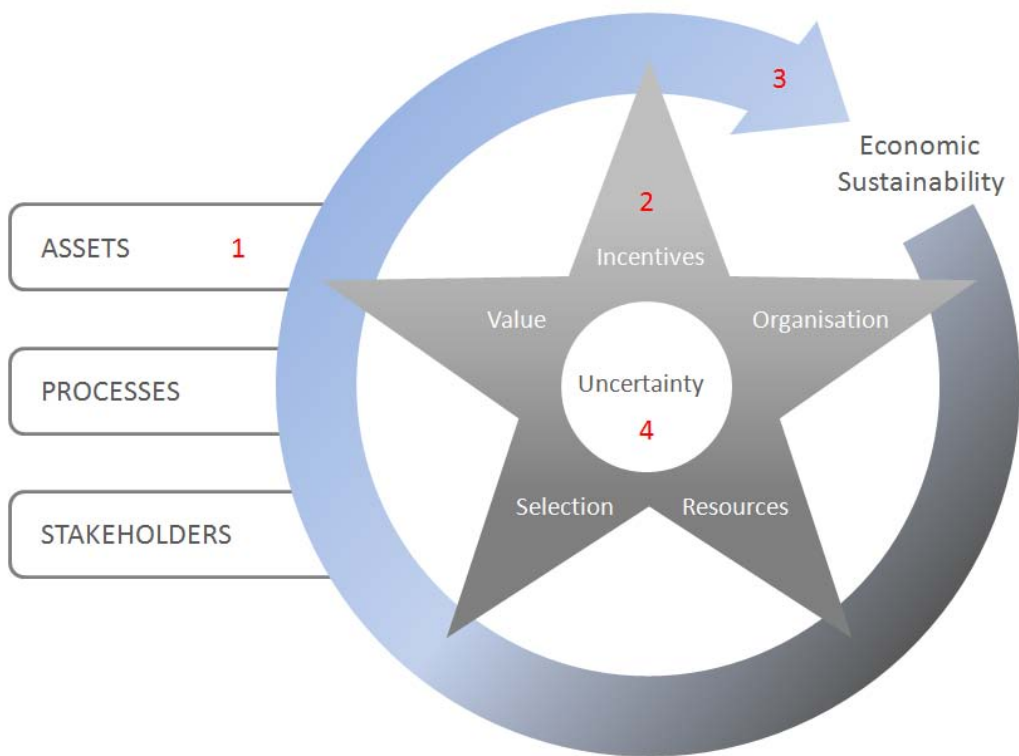 3
Economic
Sustainability
ASSETS 1
2
Incentives
Value
Organisation
PROCESSES
Uncertainty
4
STAKEHOLDERS
Selection
Resources